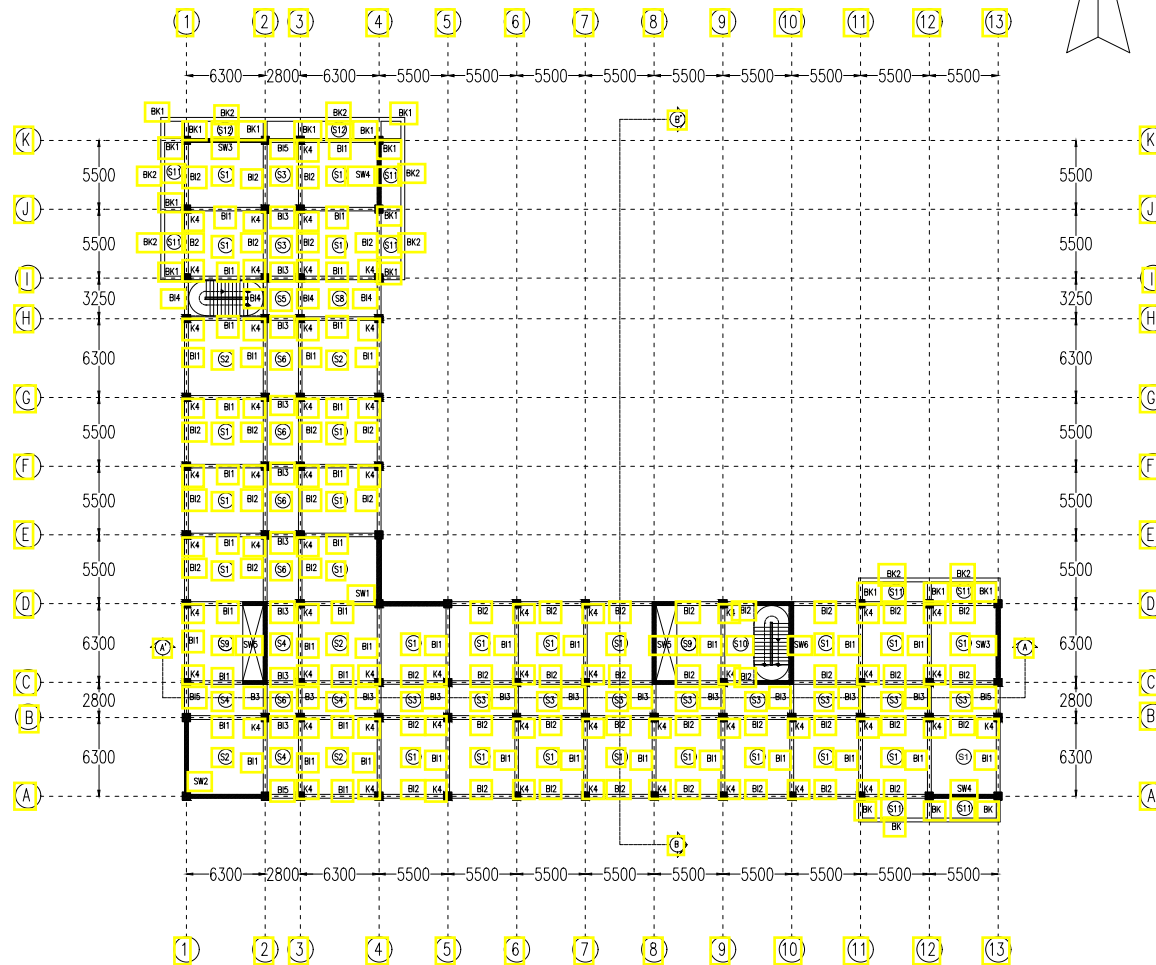 1 2 3 4 5 6 7 8 9 10 11 12 13
6300 2800 6300 5500 5500 5500 5500 5500 5500 5500 5500 5500
BK1 BK2 BK2 BK1 B'
BK1 S12 BK1 BK1 S12 BK1
K K
BK1 SW3 BI5 K4 BI1 BK1
5500 BK2 S11 BI2 S1 BI2 S3 BI2 S1 SW4 S11 BK2 5500
BK1
J J
K4 BI1 K4 BI3 K4 BI1 BK1
5500 BK2 S11 B2 S1 BI2 S3 BI2 S1 BI2 S11 BK2 5500
BK1 K4 BI1 K4 BI3 K4 BI1 K4 BK1
I I
3250 BI4 BI4 S5 BI4 S8 BI4 3250
H H
K4 BI1 K4 BI3 K4 BI1 K4
6300 BI1 S2 BI1 S6 BI1 S2 BI1 6300
G G
K4 BI1 K4 BI3 K4 BI1 K4
5500 BI2 S1 BI2 S6 BI2 S1 BI2 5500
F F
K4 BI1 K4 BI3 K4 BI1 K4
5500 BI2 S1 BI2 S6 BI2 S1 BI2 5500
E E
K4 BI1 K4 BI3 K4 BI1
5500 BI2 S1 BI2 S6 BI2 S1 5500
BK2 BK2
SW1 BK1 S11 BK1 S11 BK1
D D
K4 BI1 BI3 K4 BI1 BI2 K4 BI2 K4 BI2 BI2 K4 BI2 BI2 K4 BI2 K4 BI2
6300 A' BI1 S9 SW5 S4 BI1 S2 BI1 S1 BI1 S1 BI1 S1 BI1 S1 SW5 S9 BI1 S10 SW6 S1 BI1 S1 BI1 S1 SW3 A 6300
K4 BI1 BI3 K4 BI1 K4 BI2 K4 BI2 K4 BI2 K4 BI2 BI2 K4 BI2 BI2 K4 BI2 K4 BI2
C C
2800 BI5 S4 B3 S6 B3 S4 BI3 S3 BI3 S3 BI3 S3 BI3 S3 BI3 S3 BI3 S3 BI3 S3 BI3 S3 BI3 S3 BI5 2800
B B
BI1 K4 BI3 K4 BI1 K4 BI2 K4 BI2 K4 BI2 K4 BI2 K4 BI2 K4 BI2 K4 BI2 K4 BI2 K4 BI2 K4
6300 S2 BI1 S4 BI1 S2 BI1 S1 BI1 S1 BI1 S1 BI1 S1 BI1 S1 BI1 S1 BI1 S1 BI1 S1 BI1 S1 BI1 6300
SW2 BI5 K4 BI1 K4 BI2 K4 BI2 K4 BI2 K4 BI2 K4 BI2 K4 BI2 K4 BI2 K4 BI2 SW4
A A
BK S11 BK S11 BK
BK
B
6300 2800 6300 5500 5500 5500 5500 5500 5500 5500 5500 5500
1 2 3 4 5 6 7 8 9 10 11 12 13